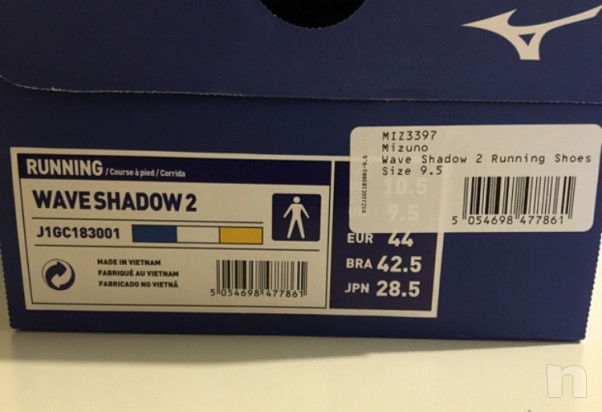 MIZ3397
Mizuno
Wave Shadow 2 Running Shoes
Size 9.5
5 054698 477861
RUNNING / Course à pied / Corrida
WAVE SHADOW 2
J1GC183001
MADE IN VIETNAM
FABRIQUÉ AU VIETNAM
FABRICADO NO VIETNÃ
5 054698 477861
10.5
9.5
EUR 44
BRA 42.5
JPN 28.5
n